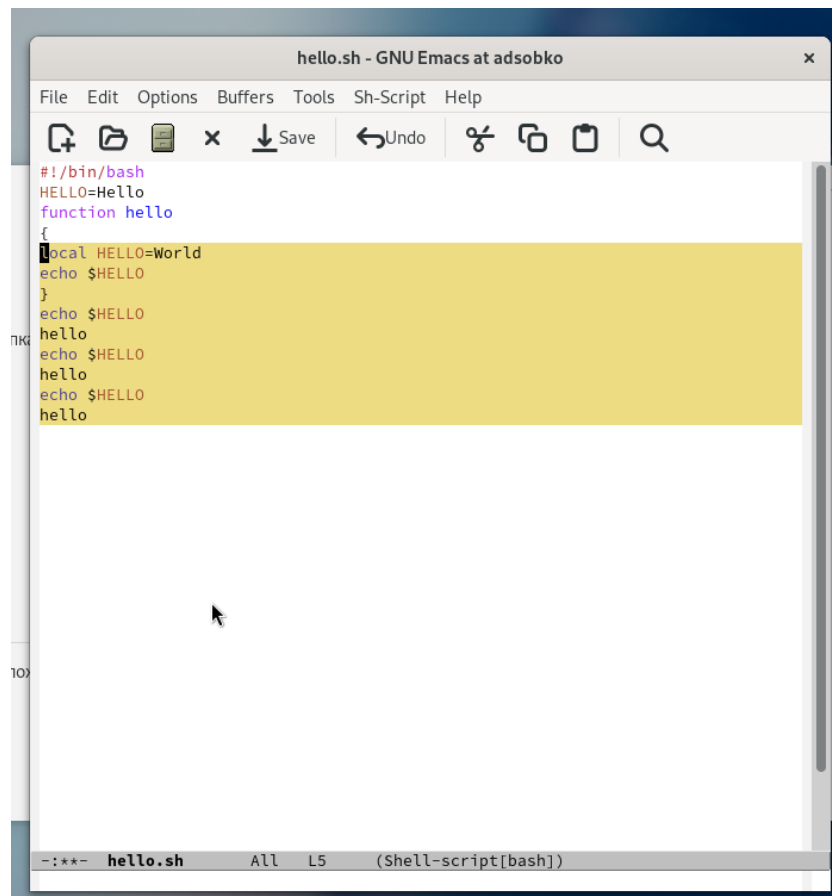 hello.sh - GNU Emacs at adsobko
File Edit Options Buffers Tools Sh-Script Help
Save Undo
#!/bin/bash
HELLO=Hello
function hello
{
local HELLO=World
echo $HELLO
}
echo $HELLO
hello
echo $HELLO
hello
echo $HELLO
hello
-:**- hello.sh All L5 (Shell-script[bash])